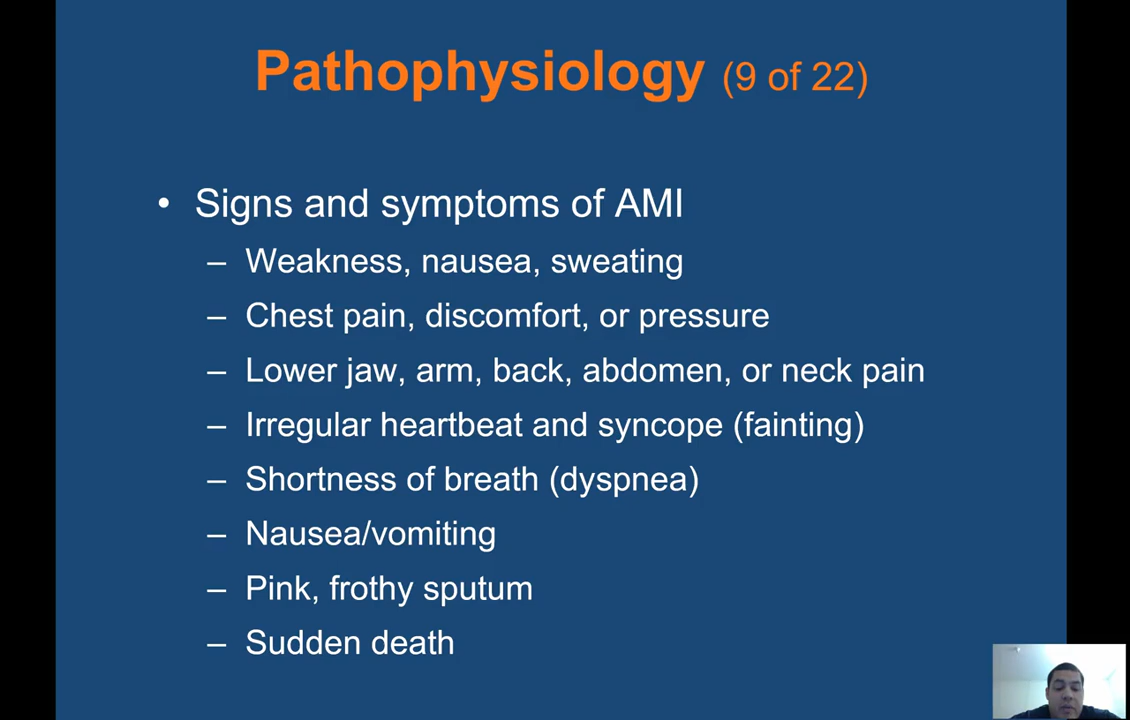 Pathophysiology (9 of 22)
• Signs and symptoms of AMI
– Weakness, nausea, sweating
– Chest pain, discomfort, or pressure
– Lower jaw, arm, back, abdomen, or neck pain
– Irregular heartbeat and syncope (fainting)
– Shortness of breath (dyspnea)
– Nausea/vomiting
– Pink, frothy sputum
– Sudden death